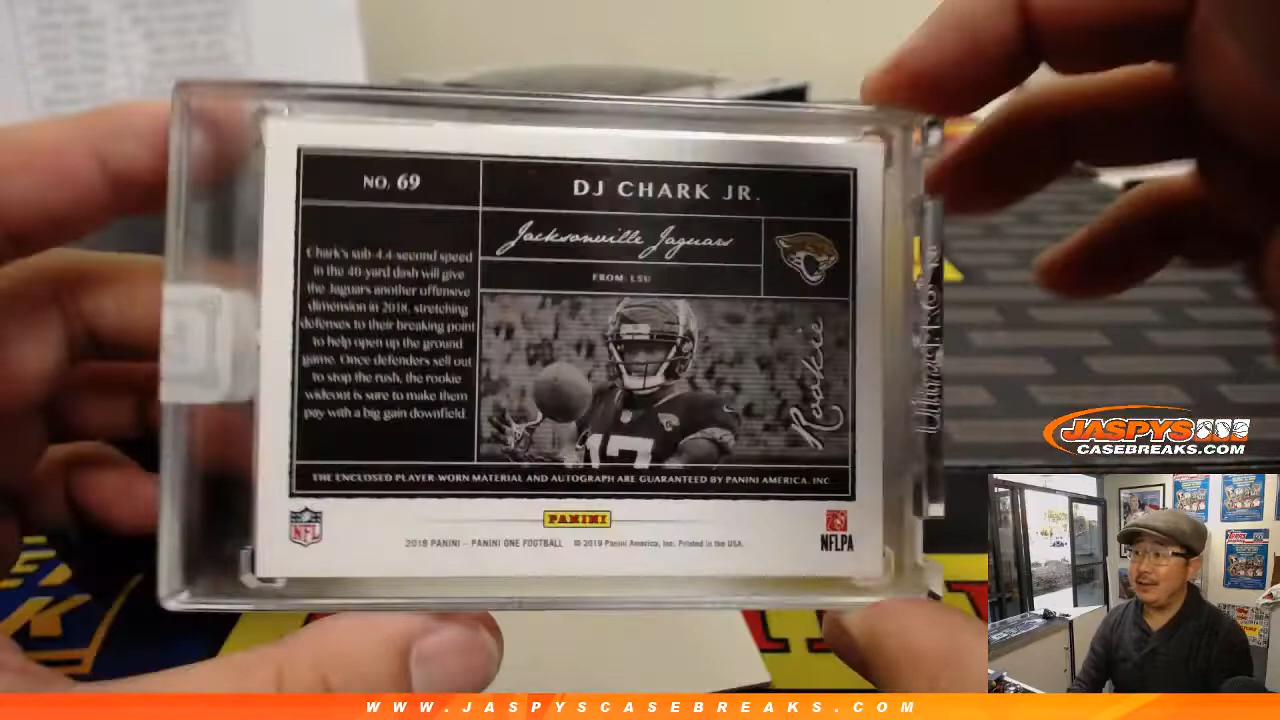 NO. 69
DJ CHARK JR.
Jacksonville Jaguars
FROM: LSU
Chark's sub-4.4-second speed
in the 40-yard dash will give
the Jaguars another offensive
dimension in 2018, stretching
defenses to their breaking point
to help open up the ground
game. Once defenders sell out
to stop the rush, the rookie
wideout is sure to make them
pay with a big gain downfield.
Rookie
17
THE ENCLOSED PLAYER-WORN MATERIAL AND AUTOGRAPH ARE GUARANTEED BY PANINI AMERICA, INC.
NFL
PANINI
NFLPA
2018 PANINI – PANINI ONE FOOTBALL © 2019 Panini America, Inc. Printed in the USA.
JASPYS
CASEBREAKS.COM
WWW.JASPYSCASEBREAKS.COM